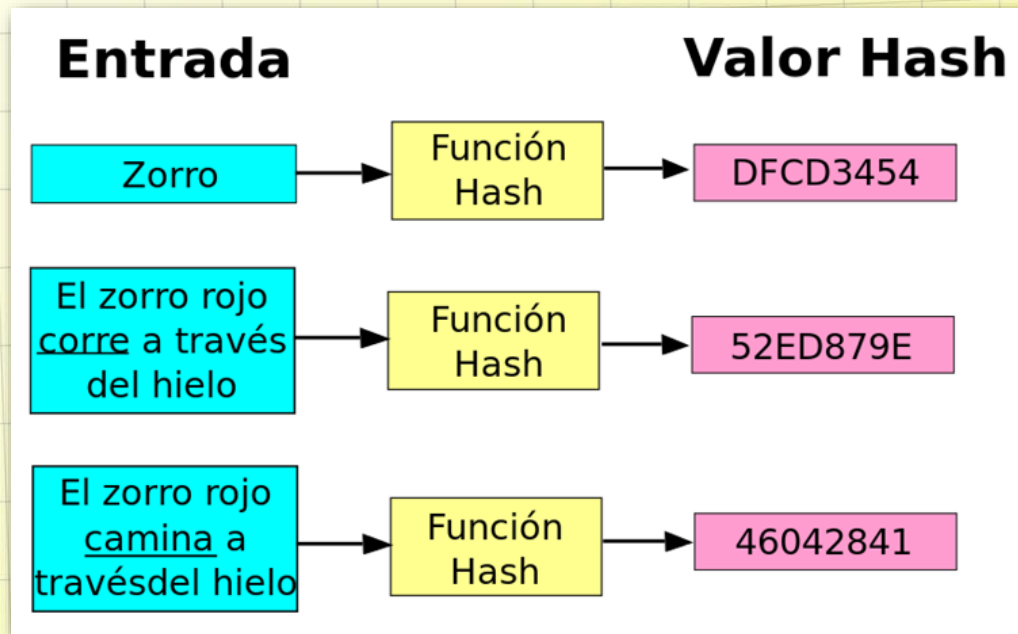 Entrada
Valor Hash
Zorro
Función
Hash
DFCD3454
El zorro rojo
corre a través
del hielo
Función
Hash
52ED879E
El zorro rojo
camina a
travésdel hielo
Función
Hash
46042841